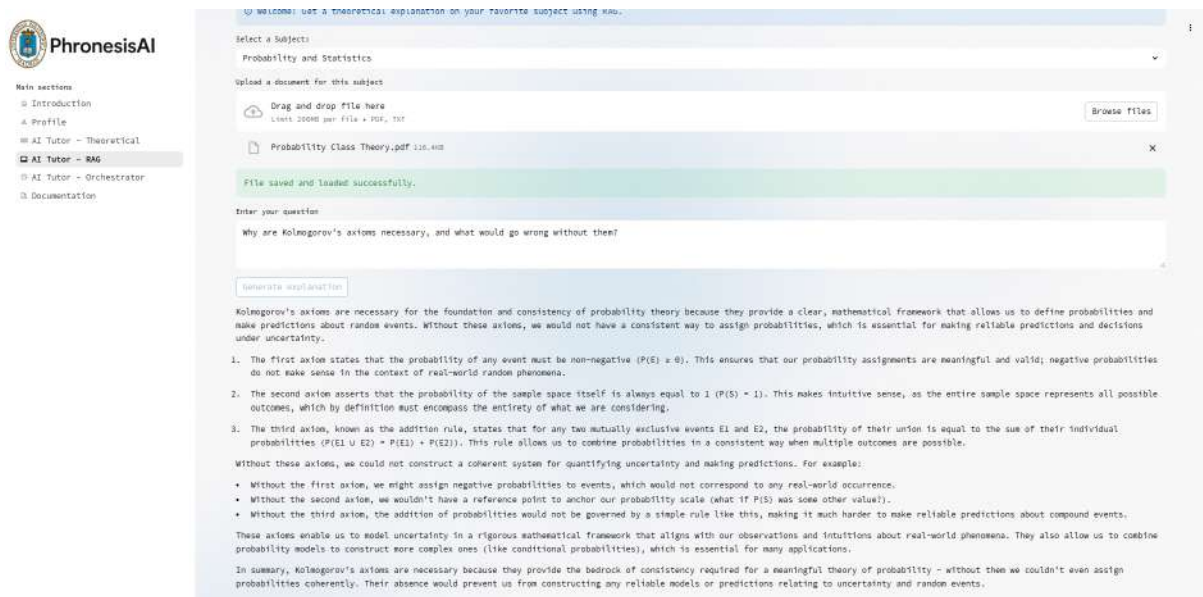 Welcome! Get a theoretical explanation on your favorite subject using RAG.
PhronesisAI
Main sections
Introduction
Profile
AI Tutor - Theoretical
AI Tutor - RAG
AI Tutor - Orchestrator
Documentation
Select a Subject:
Probability and Statistics
Upload a document for this subject
Drag and drop file here
Limit 200MB per file • PDF, TXT
Browse files
Probability Class Theory.pdf 116.4KB
File saved and loaded successfully.
Enter your question
Why are Kolmogorov's axioms necessary, and what would go wrong without them?
Generate explanation
Kolmogorov's axioms are necessary for the foundation and consistency of probability theory because they provide a clear, mathematical framework that allows us to define probabilities and
make predictions about random events. Without these axioms, we would not have a consistent way to assign probabilities, which is essential for making reliable predictions and decisions
under uncertainty.
1. The first axiom states that the probability of any event must be non-negative (P(E) ≥ 0). This ensures that our probability assignments are meaningful and valid; negative probabilities
do not make sense in the context of real-world random phenomena.
2. The second axiom asserts that the probability of the sample space itself is always equal to 1 (P(S) = 1). This makes intuitive sense, as the entire sample space represents all possible
outcomes, which by definition must encompass the entirety of what we are considering.
3. The third axiom, known as the addition rule, states that for any two mutually exclusive events E1 and E2, the probability of their union is equal to the sum of their individual
probabilities (P(E1 ∪ E2) = P(E1) + P(E2)). This rule allows us to combine probabilities in a consistent way when multiple outcomes are possible.
Without these axioms, we could not construct a coherent system for quantifying uncertainty and making predictions. For example:
• Without the first axiom, we might assign negative probabilities to events, which would not correspond to any real-world occurrence.
• Without the second axiom, we wouldn't have a reference point to anchor our probability scale (what if P(S) was some other value?).
• Without the third axiom, the addition of probabilities would not be governed by a simple rule like this, making it much harder to make reliable predictions about compound events.
These axioms enable us to model uncertainty in a rigorous mathematical framework that aligns with our observations and intuitions about real-world phenomena. They also allow us to combine
probability models to construct more complex ones (like conditional probabilities), which is essential for many applications.
In summary, Kolmogorov's axioms are necessary because they provide the bedrock of consistency required for a meaningful theory of probability - without them we couldn't even assign
probabilities coherently. Their absence would prevent us from constructing any reliable models or predictions relating to uncertainty and random events.